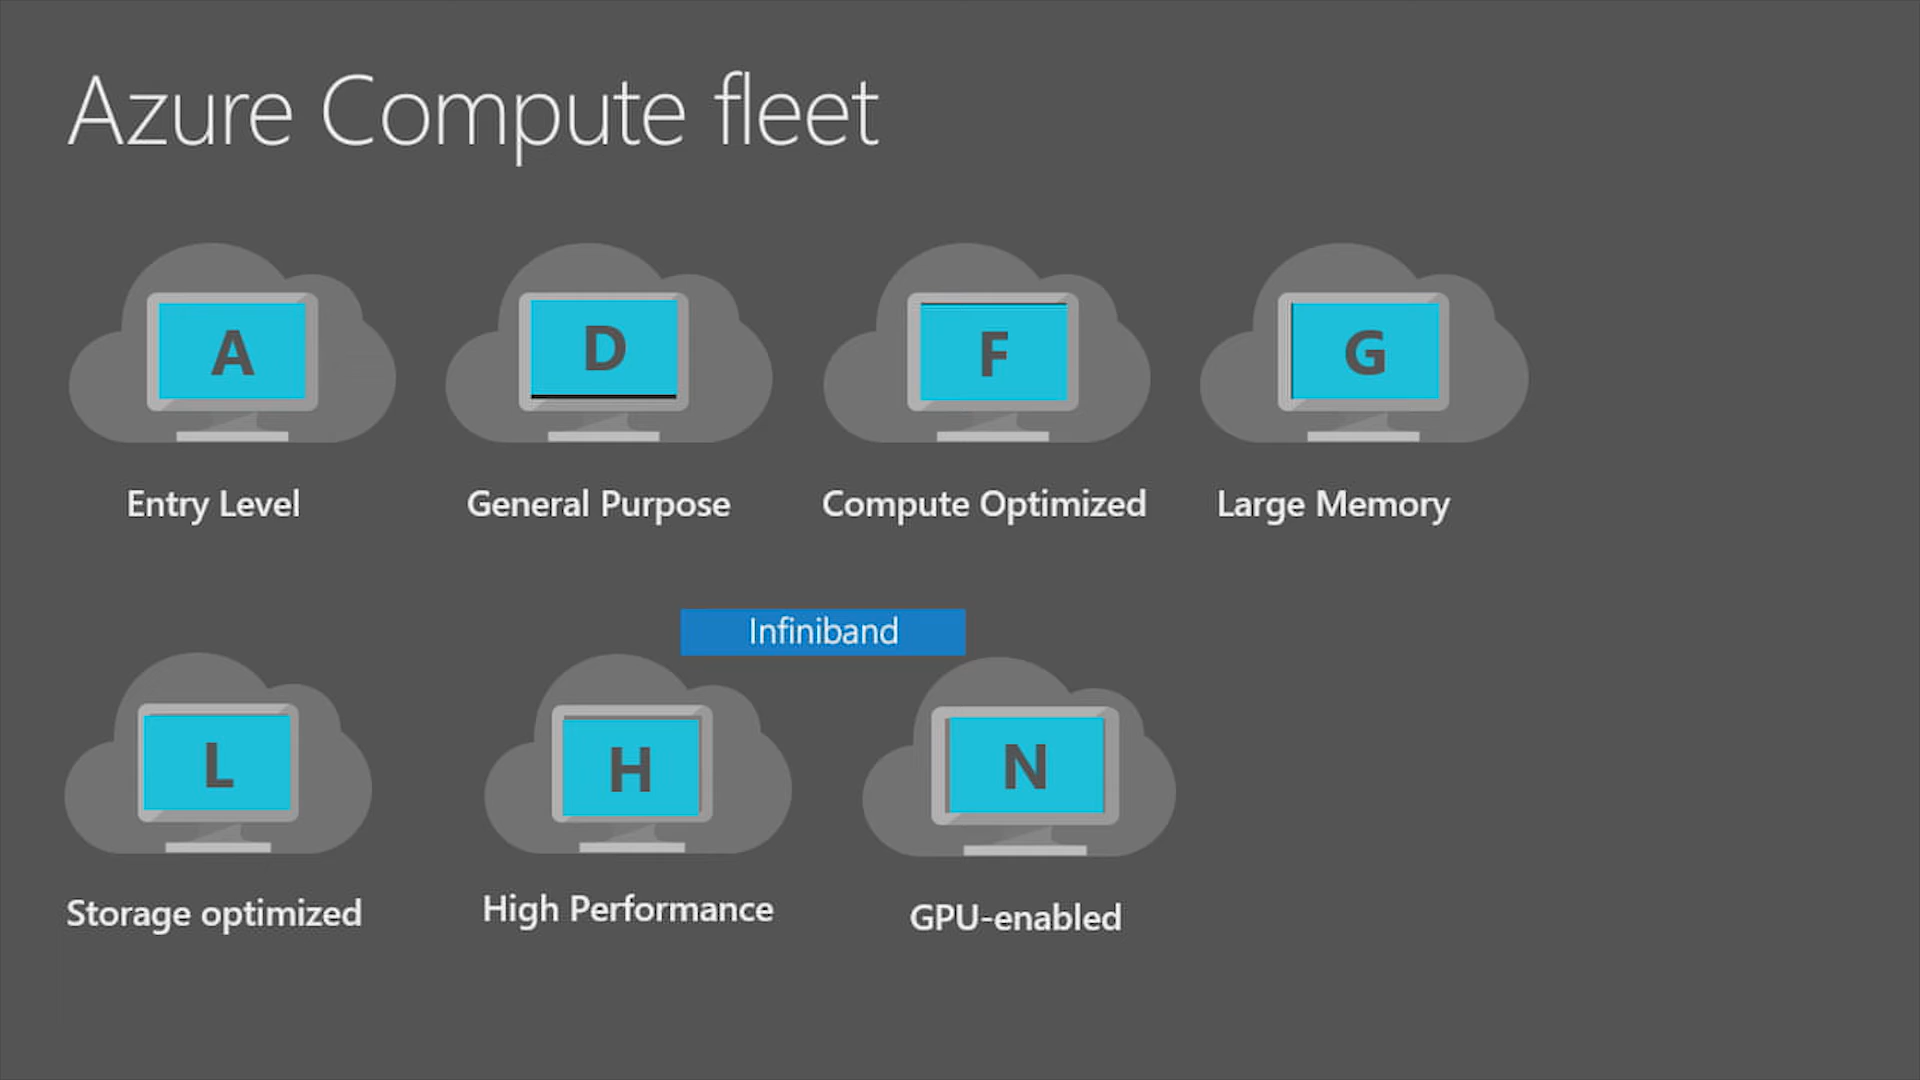 Azure Compute fleet
A
D
F
G
Entry Level
General Purpose
Compute Optimized
Large Memory
Infiniband
L
H
N
Storage optimized
High Performance
GPU-enabled